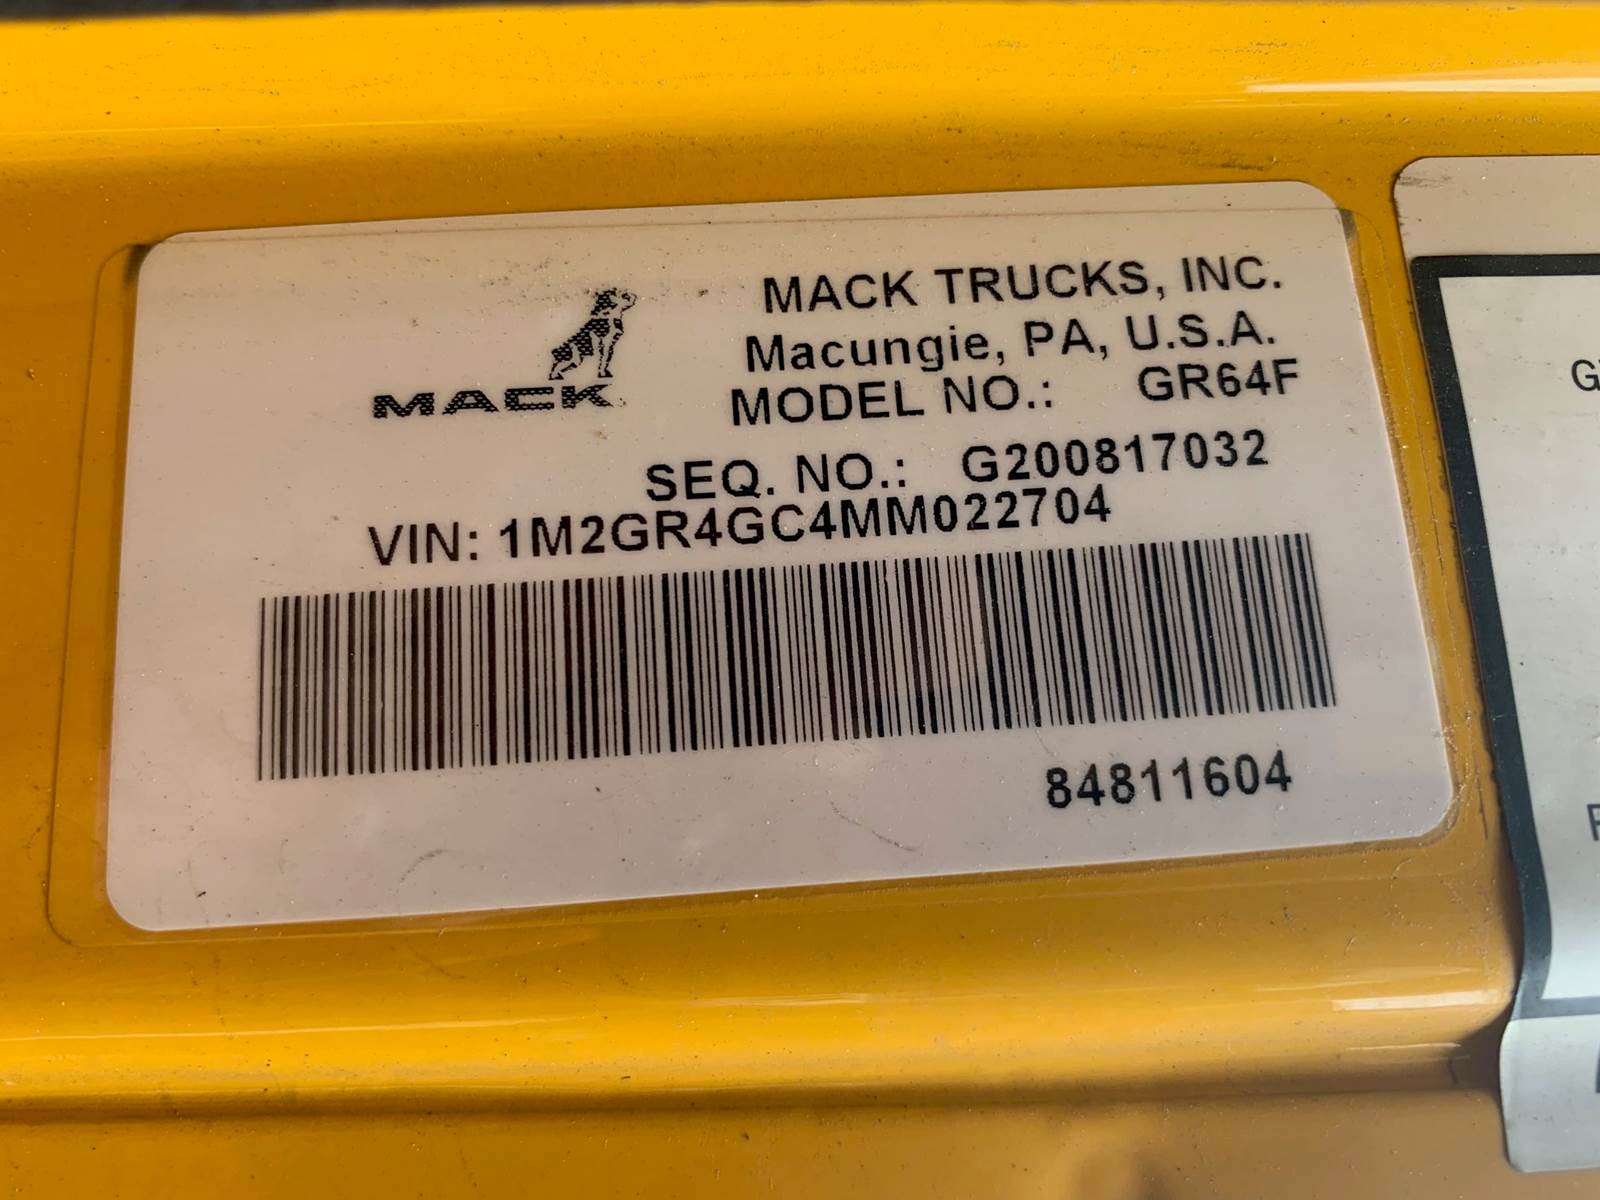 MACK TRUCKS, INC.
Macungie, PA, U.S.A.
MACK
MODEL NO.: GR64F
SEQ. NO.: G200817032
VIN: 1M2GR4GC4MM022704
84811604